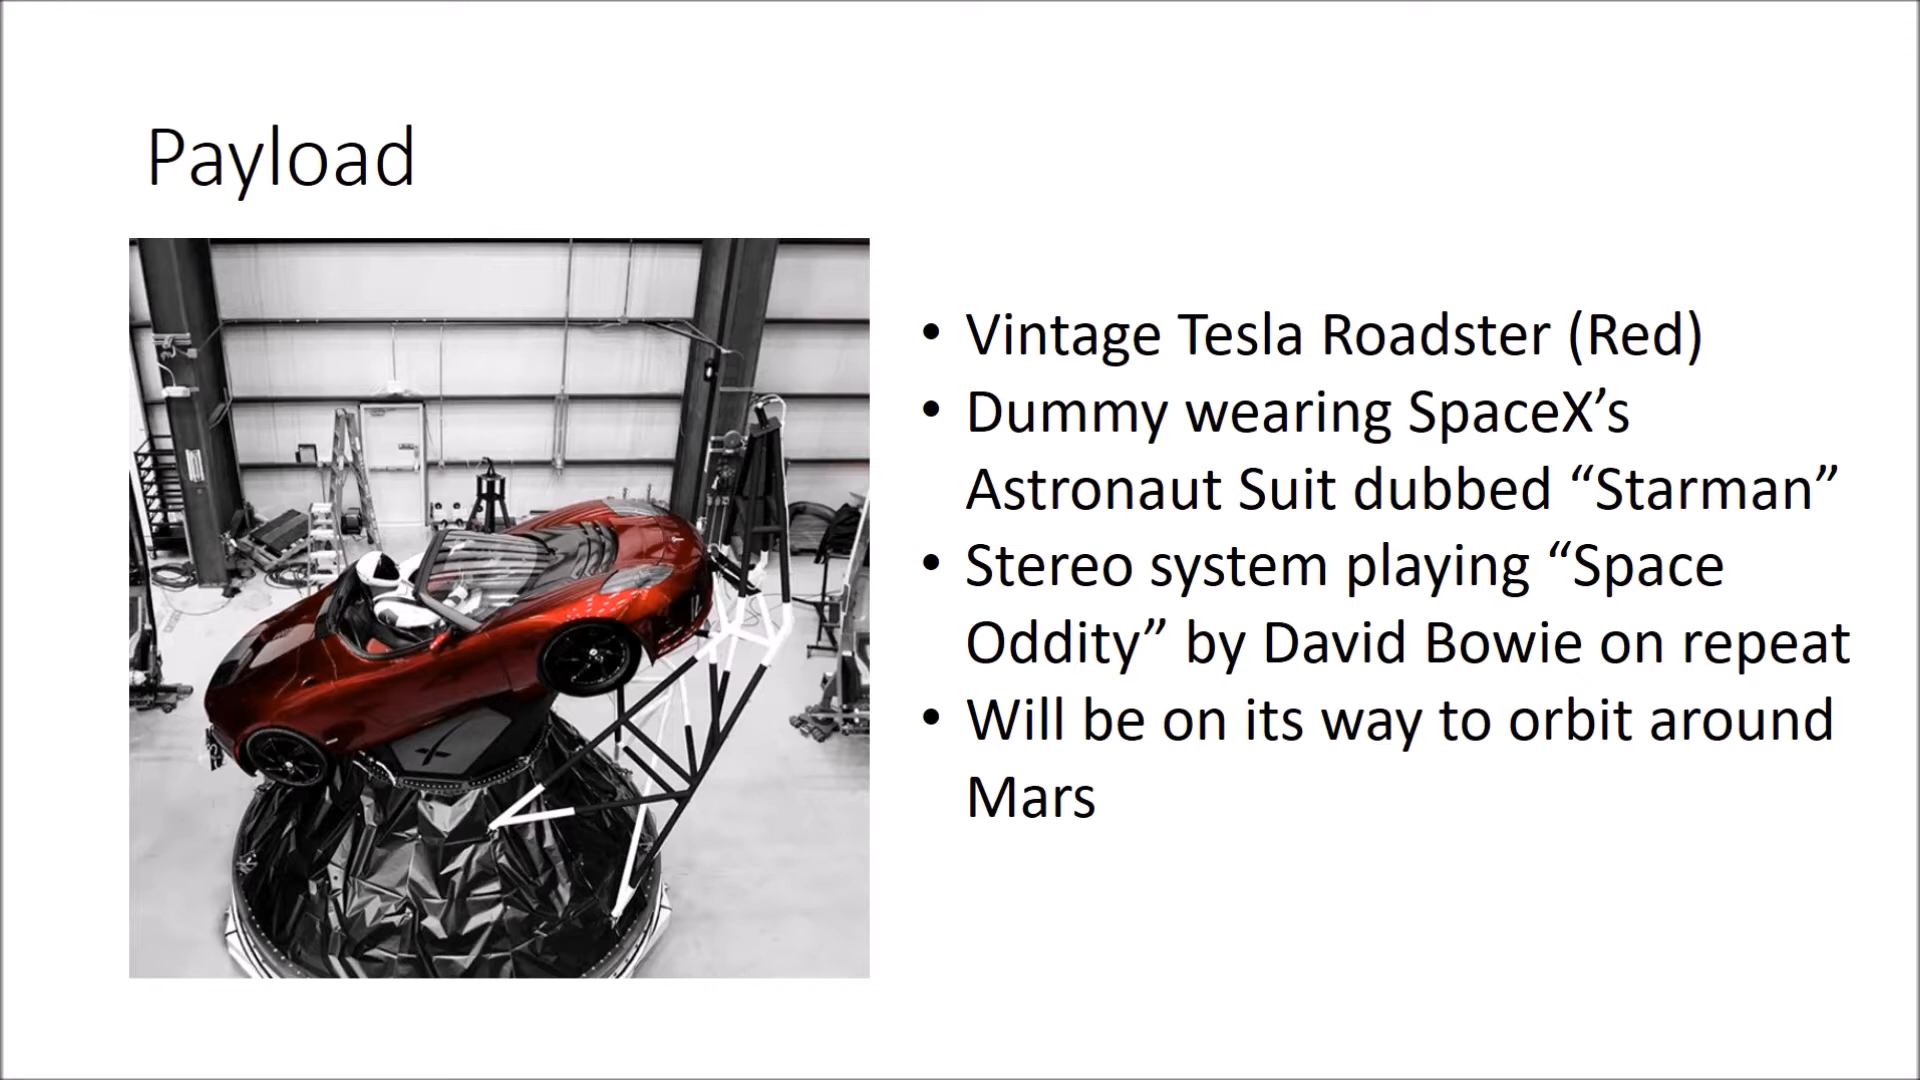 Payload
• Vintage Tesla Roadster (Red)
• Dummy wearing SpaceX’s
Astronaut Suit dubbed “Starman”
• Stereo system playing “Space
Oddity” by David Bowie on repeat
• Will be on its way to orbit around
Mars